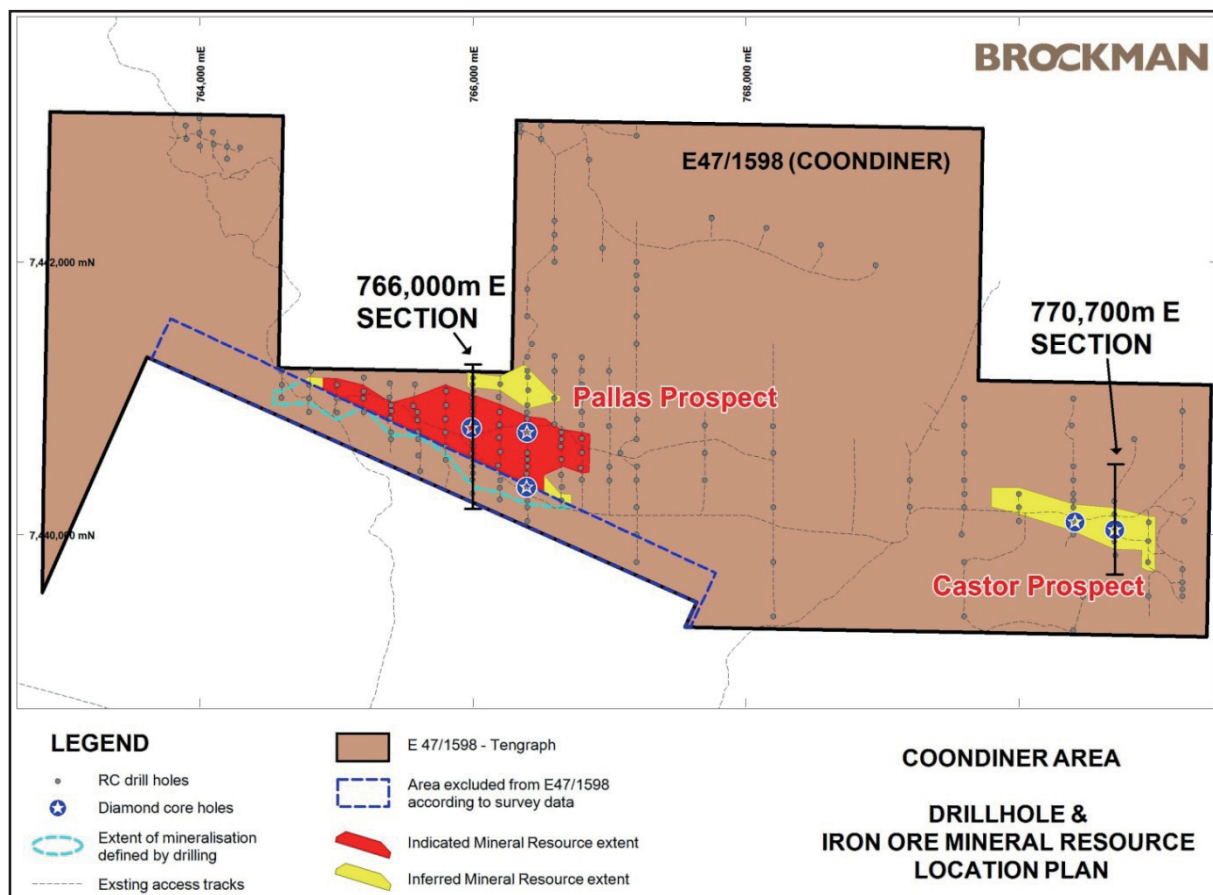 764,000 mE
766,000 mE
768,000 mE
BROCKMAN
E47/1598 (COONDINER)
7,442,000 mN
766,000m E
SECTION
770,700m E
SECTION
Pallas Prospect
7,440,000 mN
Castor Prospect
LEGEND
RC drill holes
Diamond core holes
Extent of mineralisation
defined by drilling
Existing access tracks
E 47/1598 - Tengraph
Area excluded from E47/1598
according to survey data
Indicated Mineral Resource extent
Inferred Mineral Resource extent
COONDINER AREA
DRILLHOLE &
IRON ORE MINERAL RESOURCE
LOCATION PLAN